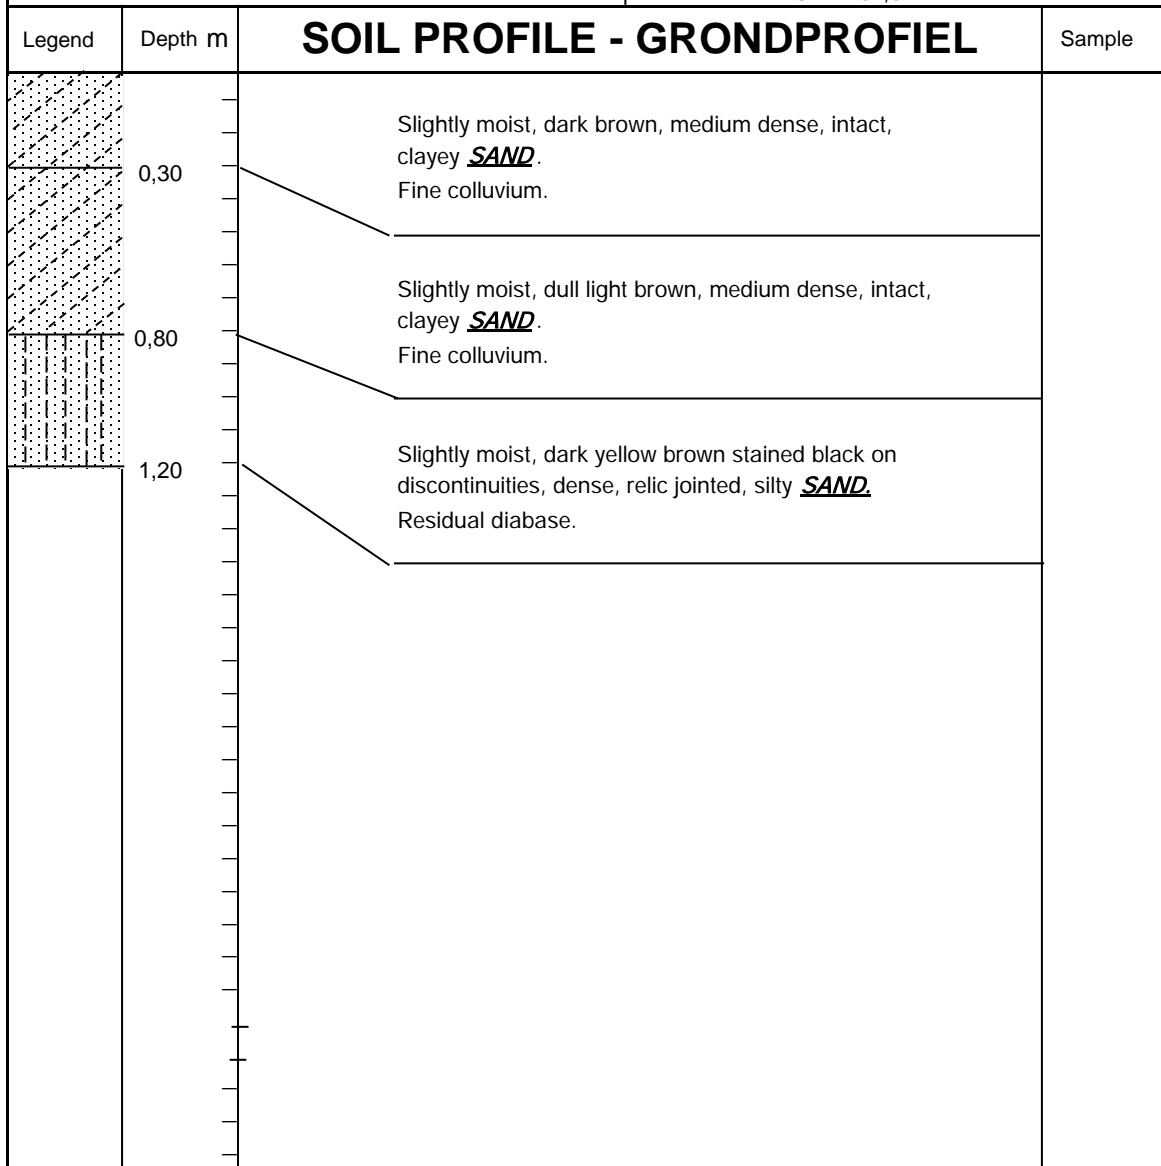 Legend Depth m SOIL PROFILE - GRONDPROFIEL Sample
Slightly moist, dark brown, medium dense, intact,
clayey SAND.
0,30
Fine colluvium.
Slightly moist, dull light brown, medium dense, intact,
clayey SAND.
0,80
Fine colluvium.
Slightly moist, dark yellow brown stained black on
1,20
discontinuities, dense, relic jointed, silty SAND.
Residual diabase.